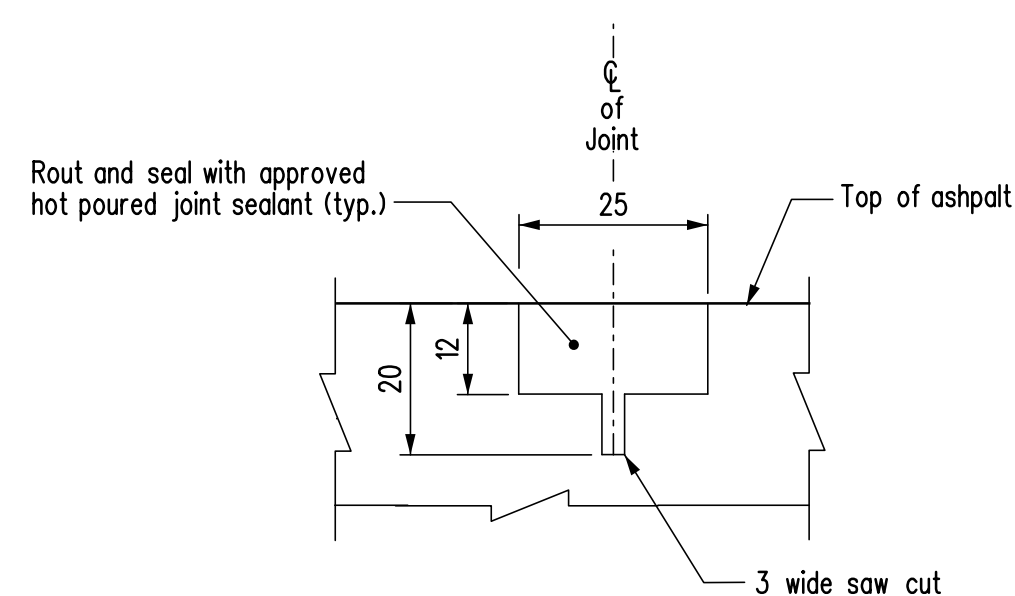 ℄
of
Joint
Rout and seal with approved
hot poured joint sealant (typ.)
25
Top of ashpalt
12
20
3 wide saw cut